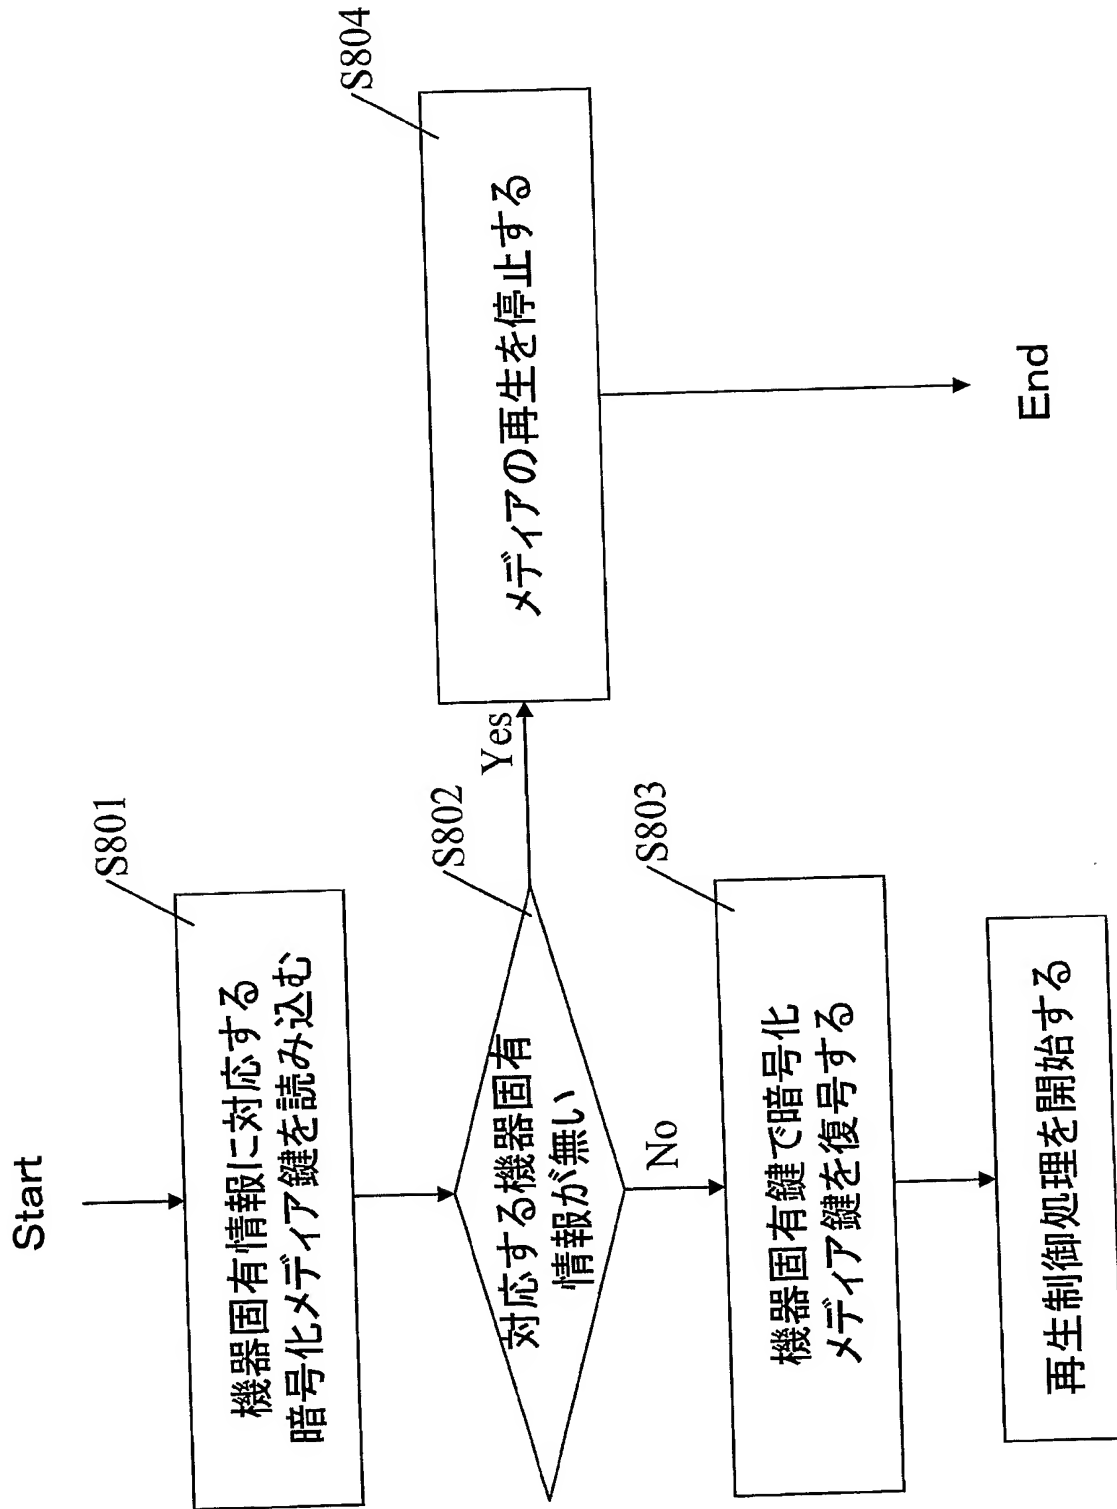 Start
S801
機器固有情報に対応する
暗号化メディア鍵を読み込む
S802
対応する機器固有
情報が無い
Yes
S804
メディアの再生を停止する
End
No
S803
機器固有鍵で暗号化
メディア鍵を復号する
再生制御処理を開始する